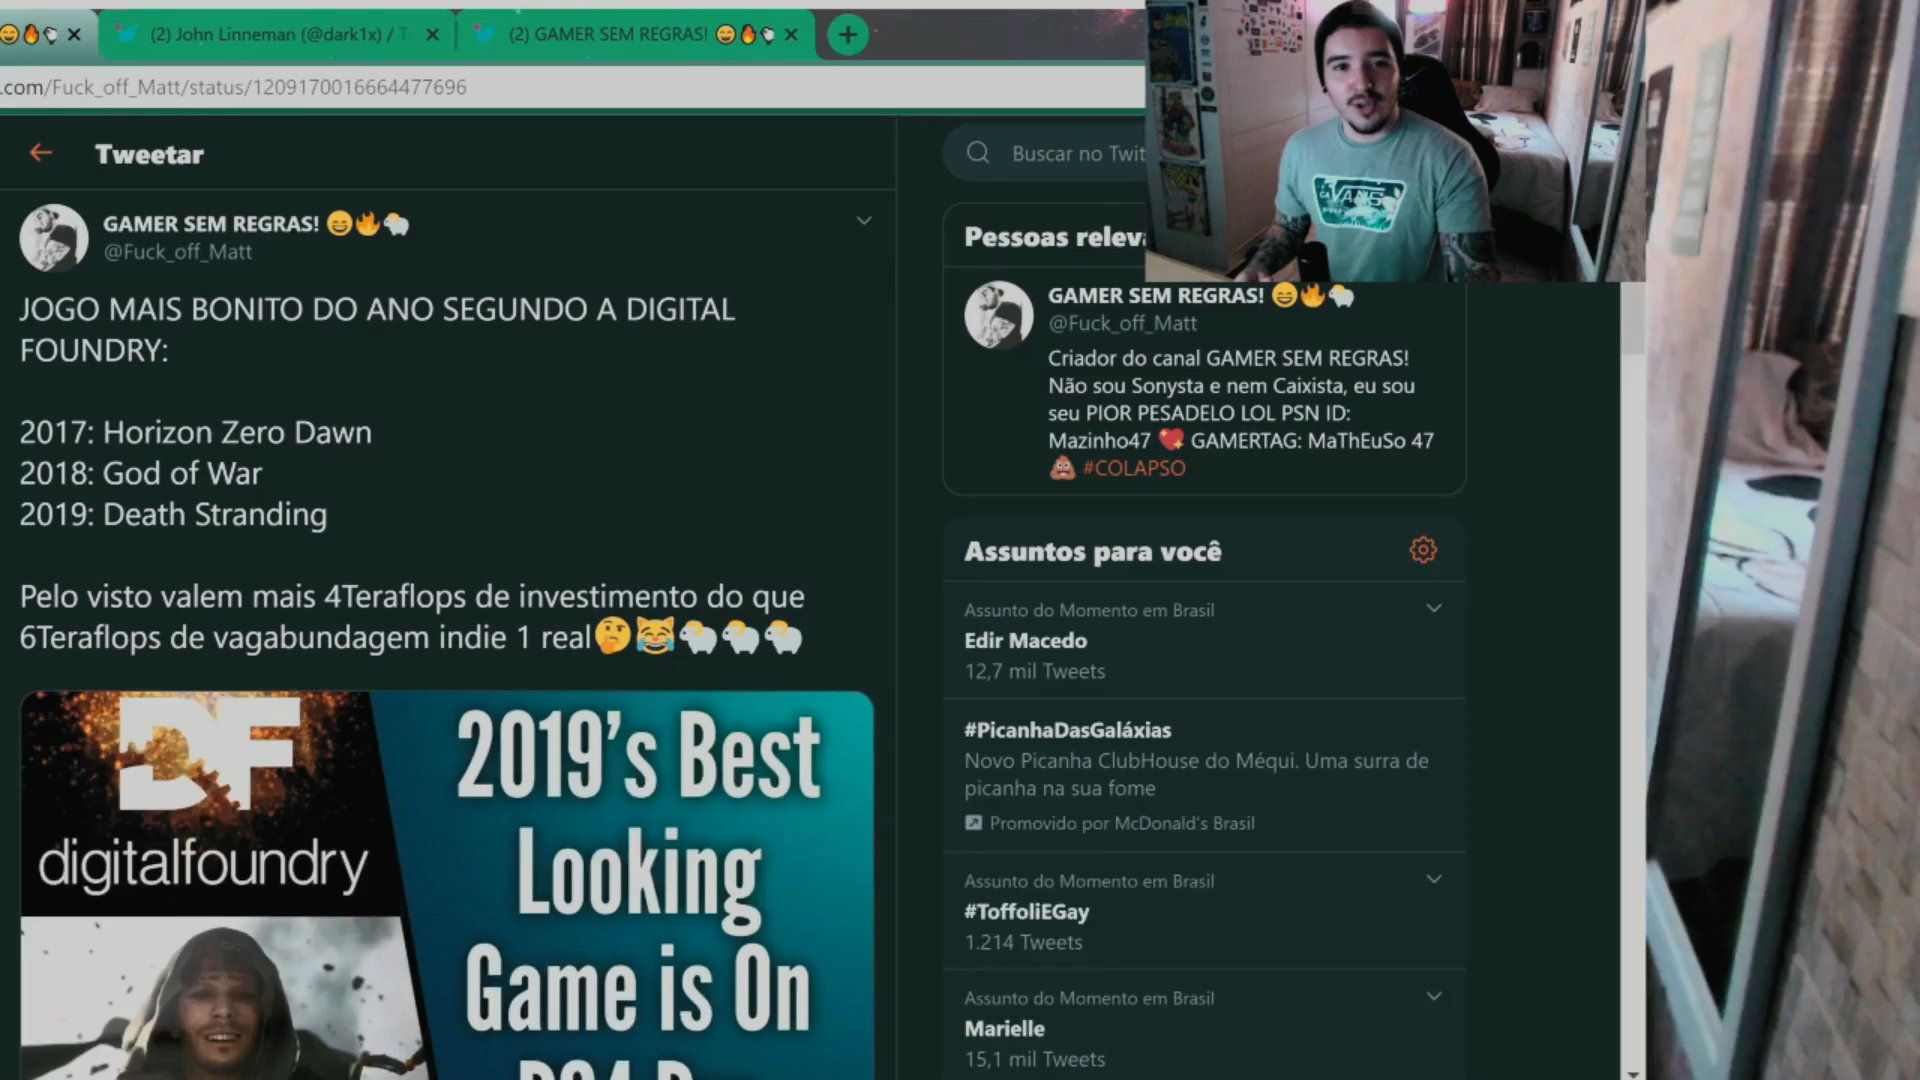 (2) John Linneman (@dark1x) / T
(2) GAMER SEM REGRAS! 😄🔥🐑
.com/Fuck_off_Matt/status/1209170016664477696
Tweetar
Buscar no Twit
GAMER SEM REGRAS! 😄🔥🐑
@Fuck_off_Matt
JOGO MAIS BONITO DO ANO SEGUNDO A DIGITAL
FOUNDRY:
2017: Horizon Zero Dawn
2018: God of War
2019: Death Stranding
Pelo visto valem mais 4Teraflops de investimento do que
6Teraflops de vagabundagem indie 1 real🤔😹🐑🐑🐑
DF
digitalfoundry
2019's Best
Looking
Game is On
Pessoas releva
GAMER SEM REGRAS! 😄🔥🐑
@Fuck_off_Matt
Criador do canal GAMER SEM REGRAS!
Não sou Sonysta e nem Caixista, eu sou
seu PIOR PESADELO LOL PSN ID:
Mazinho47 💖 GAMERTAG: MaThEuSo 47
💩 #COLAPSO
Assuntos para você
Assunto do Momento em Brasil
Edir Macedo
12,7 mil Tweets
#PicanhaDasGaláxias
Novo Picanha ClubHouse do Méqui. Uma surra de
picanha na sua fome
Promovido por McDonald's Brasil
Assunto do Momento em Brasil
#ToffoliEGay
1.214 Tweets
Assunto do Momento em Brasil
Marielle
15,1 mil Tweets
VANS